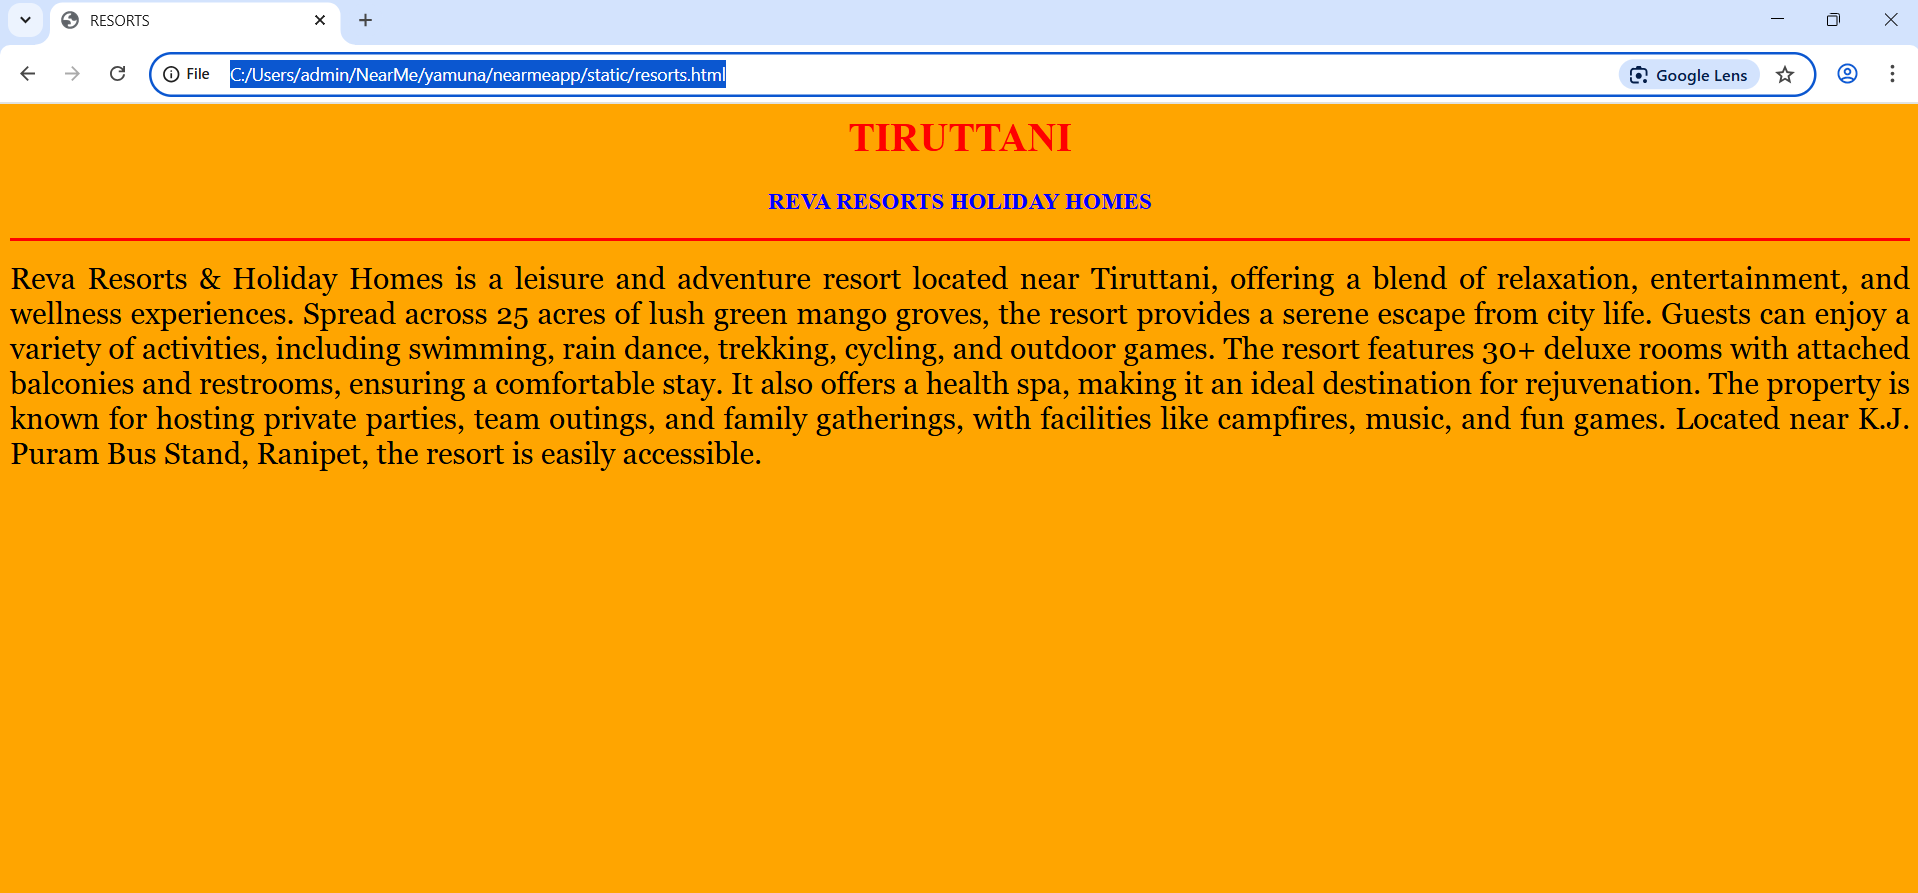 RESORTS
File
C:/Users/admin/NearMe/yamuna/nearmeapp/static/resorts.html
Google Lens
TIRUTTANI
REVA RESORTS HOLIDAY HOMES
Reva Resorts & Holiday Homes is a leisure and adventure resort located near Tiruttani, offering a blend of relaxation, entertainment, and
wellness experiences. Spread across 25 acres of lush green mango groves, the resort provides a serene escape from city life. Guests can enjoy a
variety of activities, including swimming, rain dance, trekking, cycling, and outdoor games. The resort features 30+ deluxe rooms with attached
balconies and restrooms, ensuring a comfortable stay. It also offers a health spa, making it an ideal destination for rejuvenation. The property is
known for hosting private parties, team outings, and family gatherings, with facilities like campfires, music, and fun games. Located near K.J.
Puram Bus Stand, Ranipet, the resort is easily accessible.